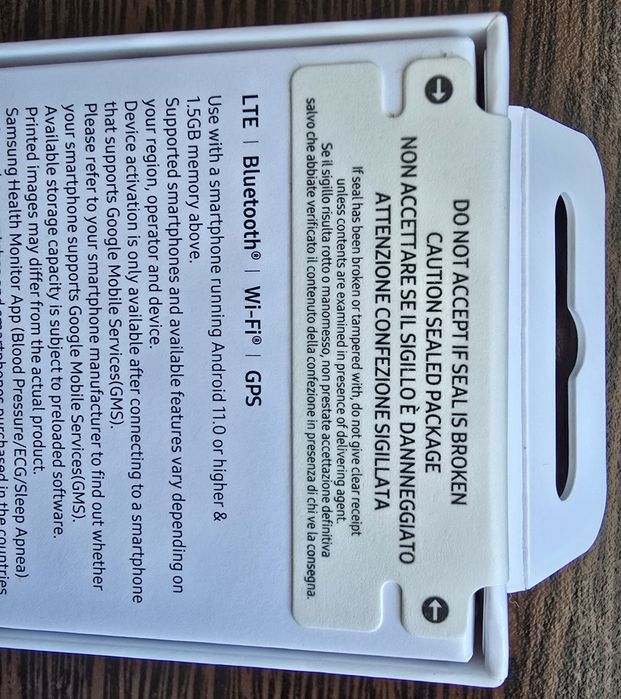 DO NOT ACCEPT IF SEAL IS BROKEN
CAUTION SEALED PACKAGE
NON ACCETTARE SE IL SIGILLO È DANNNEGGIATO
ATTENZIONE CONFEZIONE SIGILLATA
If seal has been broken or tampered with, do not give clear receipt
unless contents are examined in presence of delivering agent.
Se il sigillo risulta rotto o manomesso, non prestate accettazione definitiva
salvo che abbiate verificato il contenuto della confezione in presenza di chi ve la consegna.
LTE | Bluetooth® | Wi-Fi® | GPS
Use with a smartphone running Android 11.0 or higher &
1.5GB memory above.
Supported smartphones and available features vary depending on
your region, operator and device.
Device activation is only available after connecting to a smartphone
that supports Google Mobile Services(GMS).
Please refer to your smartphone manufacturer to find out whether
your smartphone supports Google Mobile Services(GMS).
Available storage capacity is subject to preloaded software.
Printed images may differ from the actual product.
Samsung Health Monitor App (Blood Pressure/ECG/Sleep Apnea)
smartphones purchased in the countries